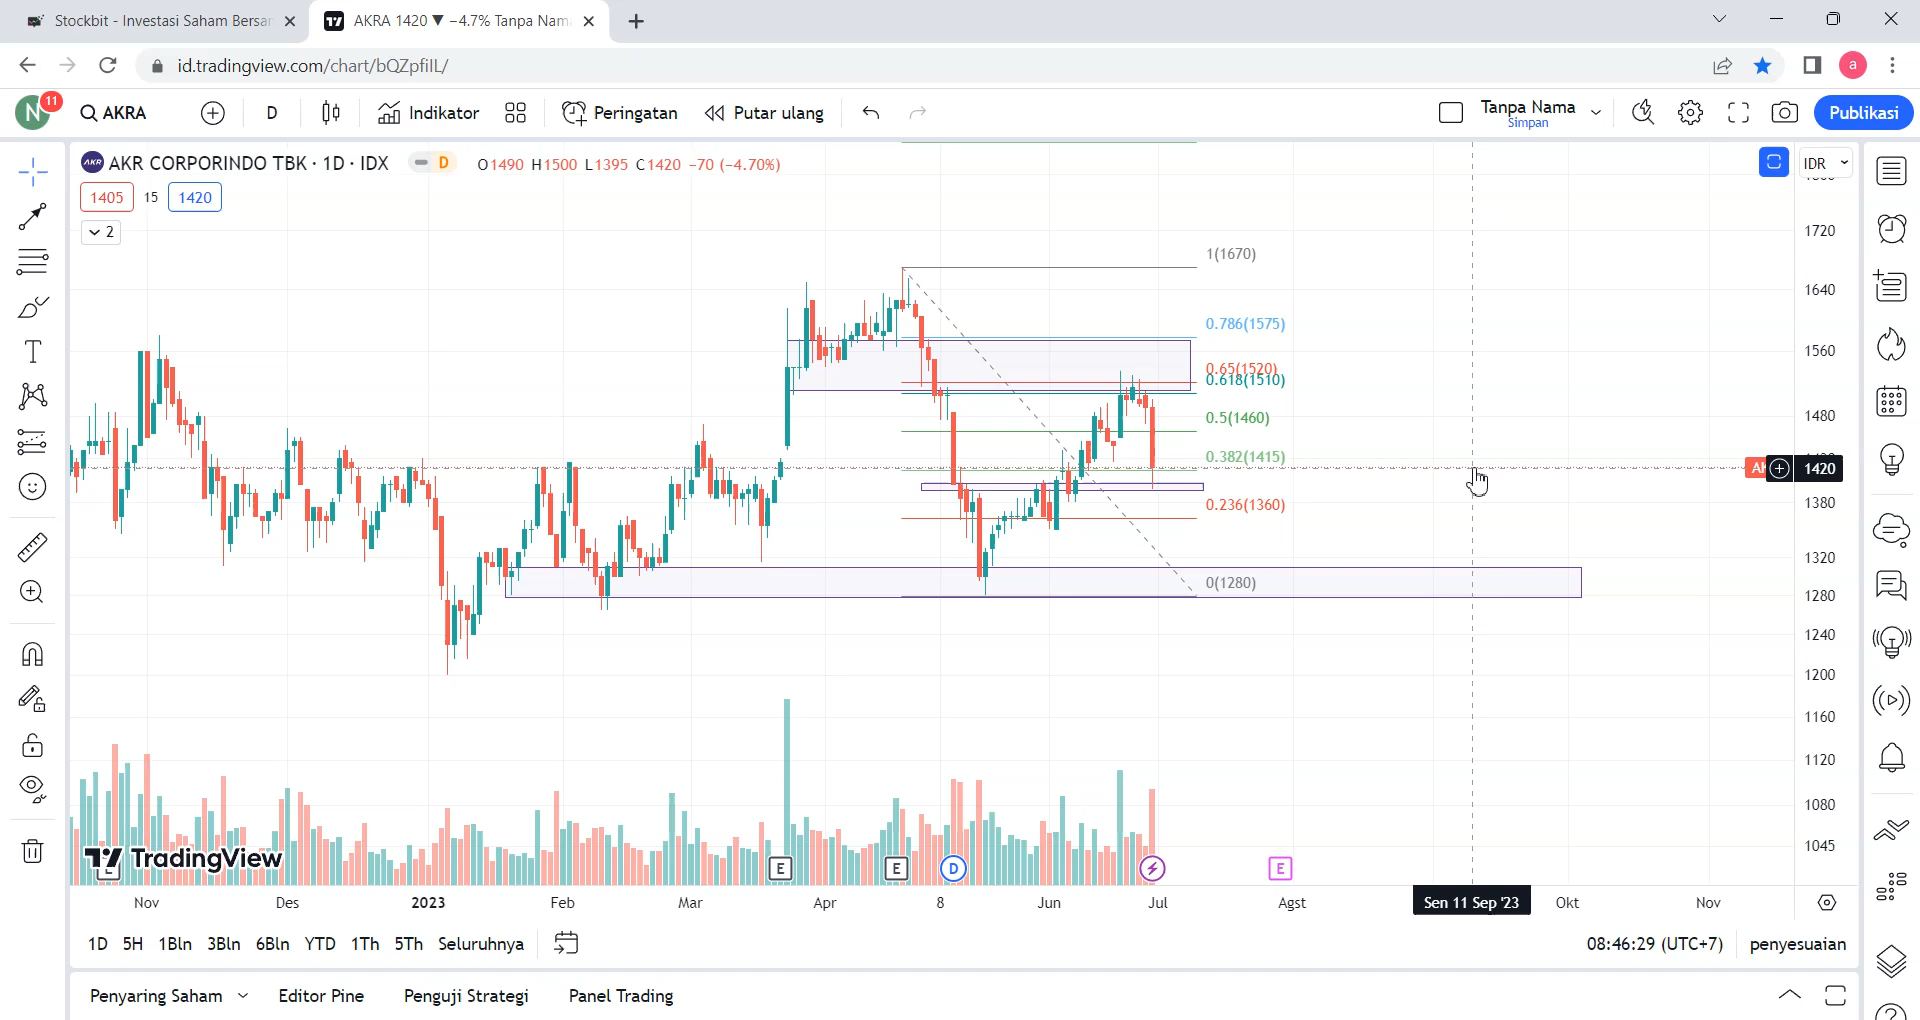 Stockbit - Investasi Saham Bersar
AKRA 1420 ▼ −4.7% Tanpa Nam
id.tradingview.com/chart/bQZpfiIL/
a
N 11
AKRA
D
Indikator
Peringatan
Putar ulang
Tanpa Nama
Simpan
Publikasi
AKR AKR CORPORINDO TBK · 1D · IDX
D
O1490 H1500 L1395 C1420 −70 (−4.70%)
IDR
1405 15 1420
2
1720
1640
1560
1480
1420
1380
1320
1280
1240
1200
1160
1120
1080
1045
1(1670)
0.786(1575)
0.65(1520)
0.618(1510)
0.5(1460)
0.382(1415)
0.236(1360)
0(1280)
TradingView
E E D E
Nov Des 2023 Feb Mar Apr 8 Jun Jul Agst Sen 11 Sep '23 Okt Nov
1D 5H 1Bln 3Bln 6Bln YTD 1Th 5Th Seluruhnya
08:46:29 (UTC+7) penyesuaian
Penyaring Saham Editor Pine Penguji Strategi Panel Trading